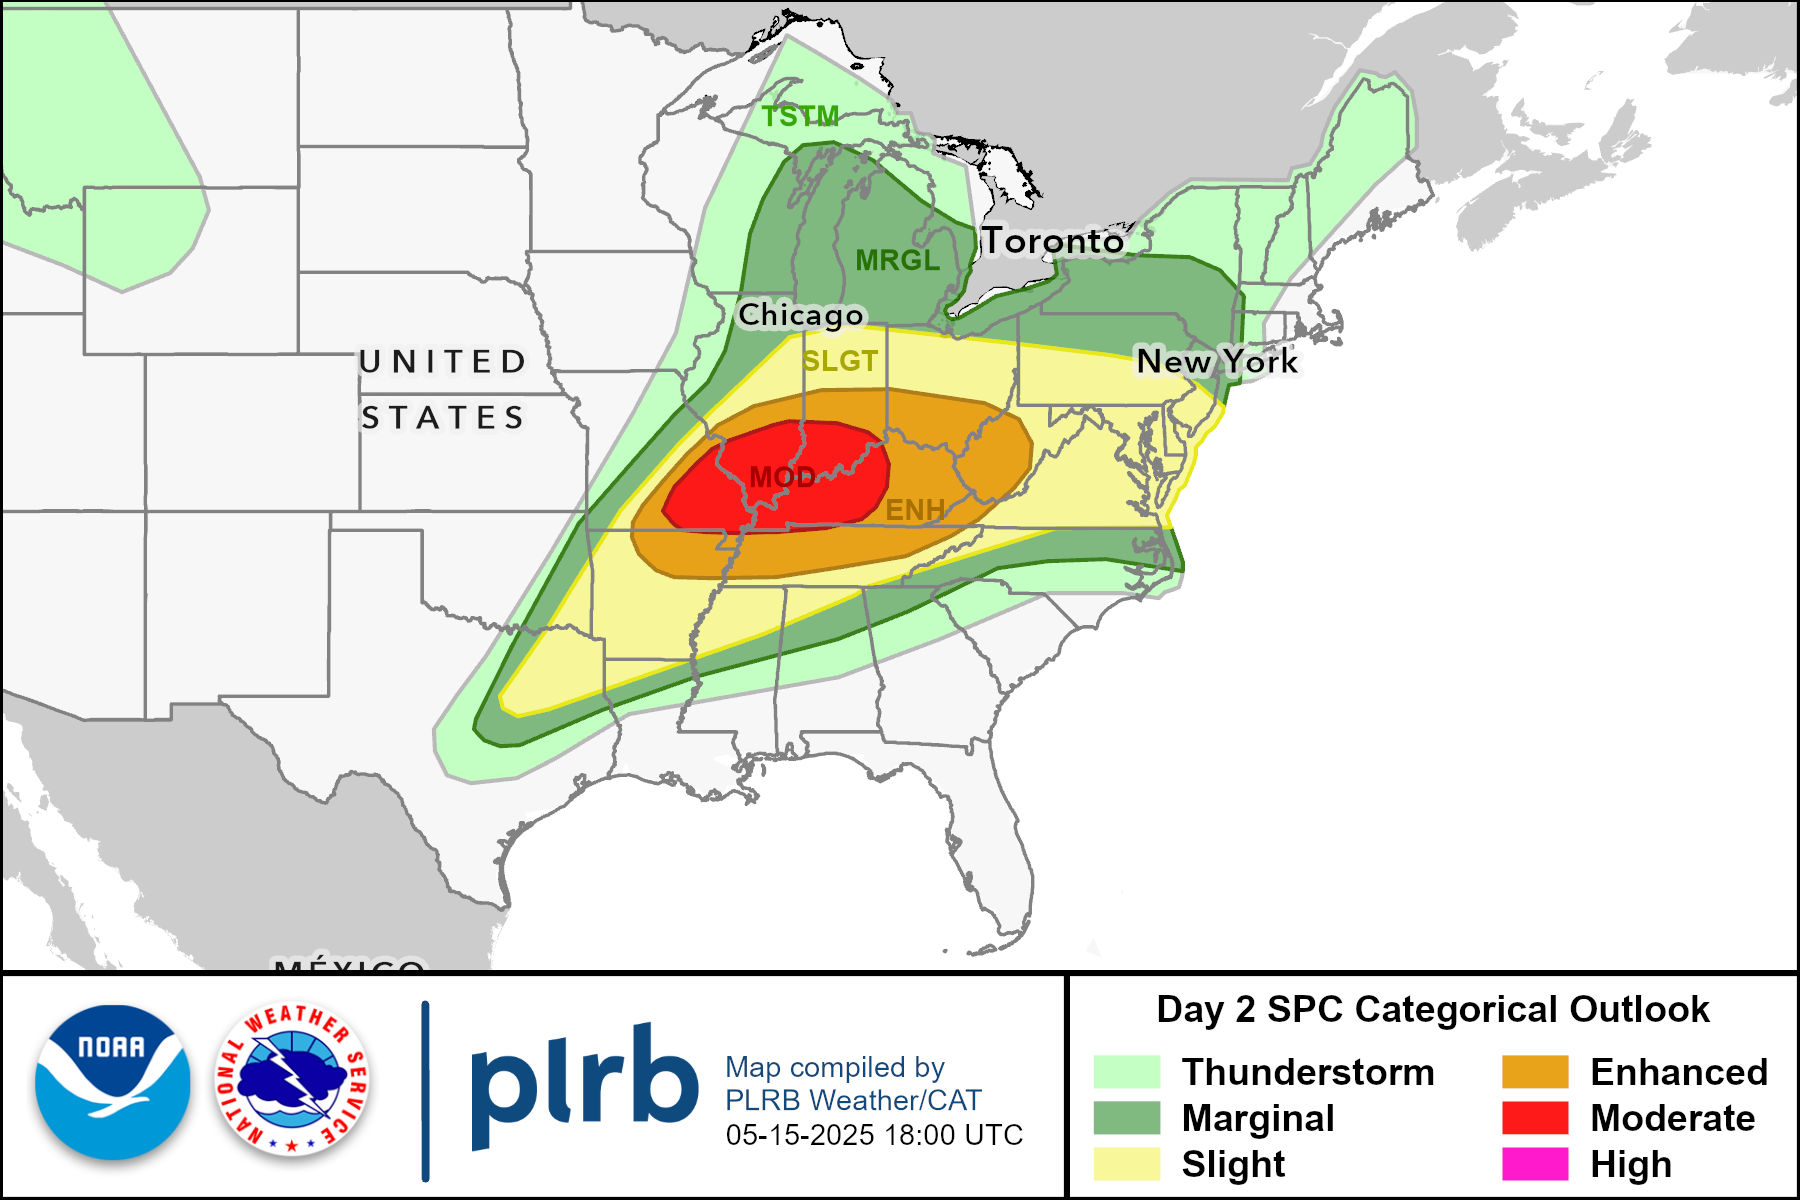 TSTM
Toronto
MRGL
Chicago
UNITED
STATES
SLGT
New York
MOD
ENH
MÉXICO
NOAA
NATIONAL WEATHER SERVICE
plrb
Map compiled by
PLRB Weather/CAT
05-15-2025 18:00 UTC
Day 2 SPC Categorical Outlook
Thunderstorm
Marginal
Slight
Enhanced
Moderate
High